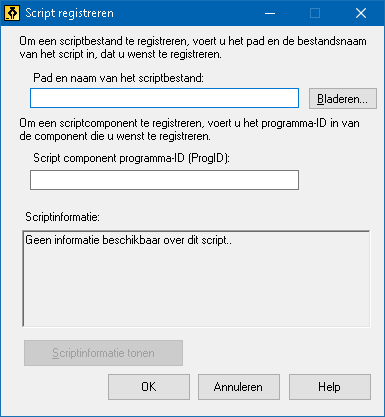 Script registreren
Om een scriptbestand te registreren, voert u het pad en de bestandsnaam
van het script in, dat u wenst te registreren.
Pad en naam van het scriptbestand:
Bladeren...
Om een scriptcomponent te registreren, voert u het programma-ID in van
de component die u wenst te registreren.
Script component programma-ID (ProgID):
Scriptinformatie:
Geen informatie beschikbaar over dit script..
Scriptinformatie tonen
OK
Annuleren
Help